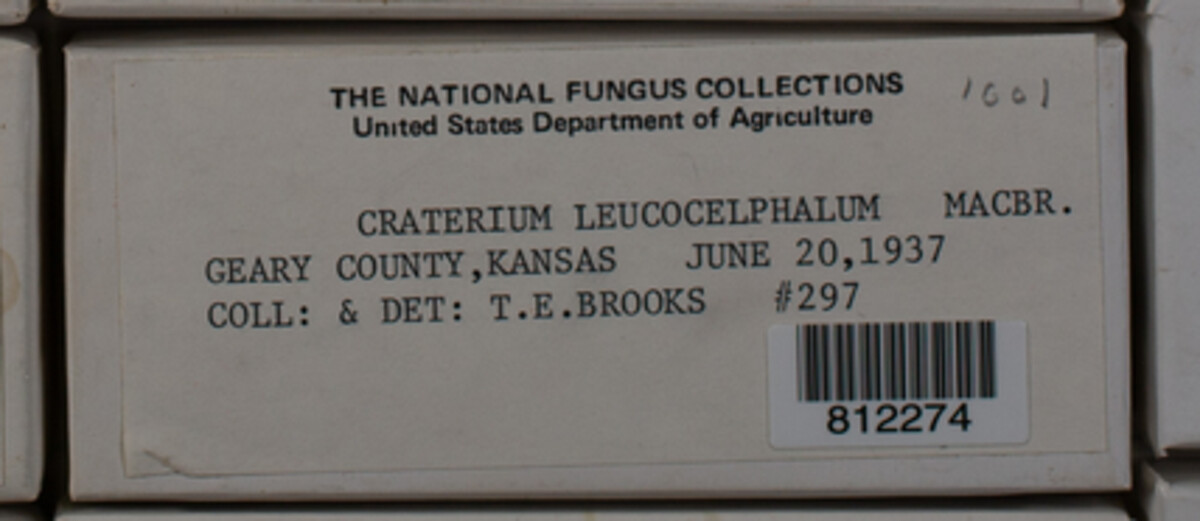 THE NATIONAL FUNGUS COLLECTIONS 1001
United States Department of Agriculture
CRATERIUM LEUCOCELPHALUM MACBR.
GEARY COUNTY,KANSAS JUNE 20,1937
COLL: & DET: T.E.BROOKS #297
812274